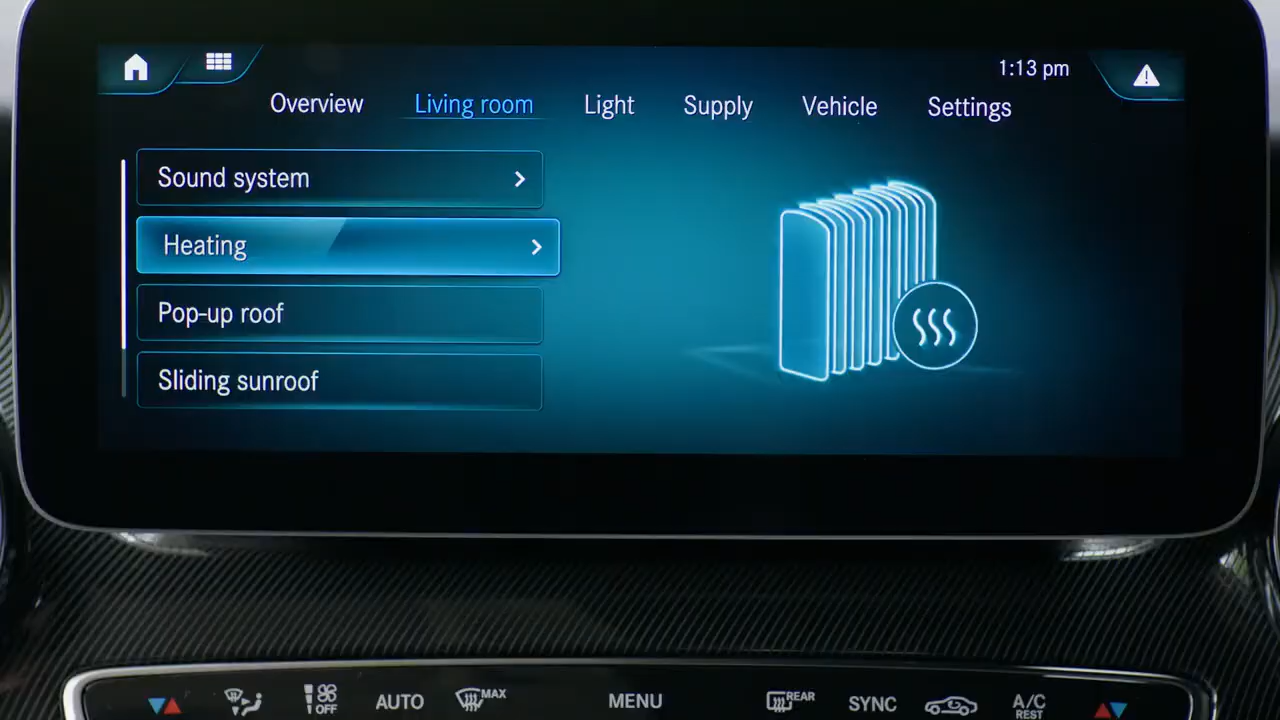 1:13 pm
Overview Living room Light Supply Vehicle Settings
Sound system
Heating
Pop-up roof
Sliding sunroof
OFF AUTO MAX MENU REAR SYNC A/C
REST